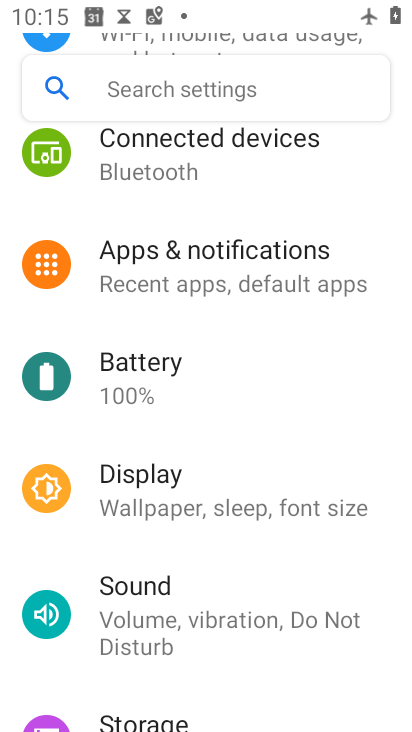 10:15
31
Wi-Fi, mobile, data usage,
Search settings
Connected devices
Bluetooth
Apps & notifications
Recent apps, default apps
Battery
100%
Display
Wallpaper, sleep, font size
Sound
Volume, vibration, Do Not
Disturb
Storage